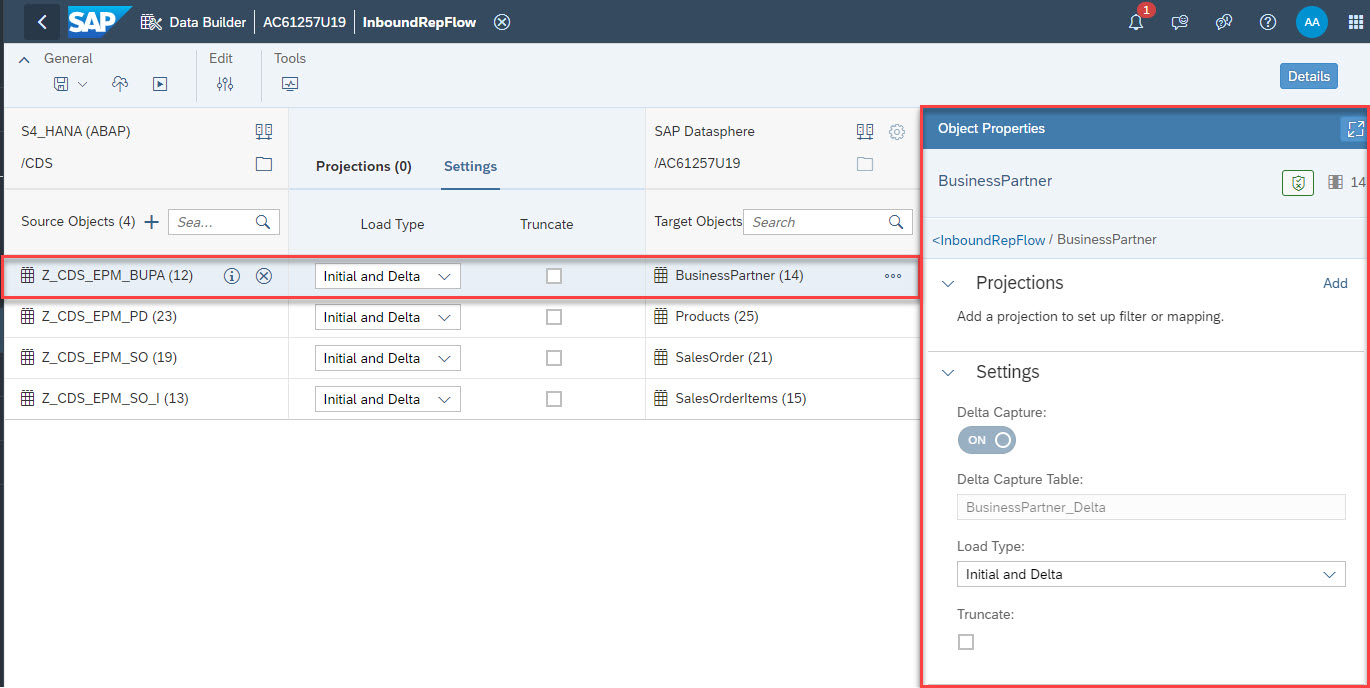 SAP Data Builder AC61257U19 InboundRepFlow 1 AA
General Edit Tools
Details
S4_HANA (ABAP)
/CDS
Projections (0) Settings
SAP Datasphere
/AC61257U19
Source Objects (4) Sea... Load Type Truncate Target Objects Search
Z_CDS_EPM_BUPA (12) Initial and Delta BusinessPartner (14)
Z_CDS_EPM_PD (23) Initial and Delta Products (25)
Z_CDS_EPM_SO (19) Initial and Delta SalesOrder (21)
Z_CDS_EPM_SO_I (13) Initial and Delta SalesOrderItems (15)
Object Properties
BusinessPartner 14
<InboundRepFlow / BusinessPartner
Projections Add
Add a projection to set up filter or mapping.
Settings
Delta Capture:
ON
Delta Capture Table:
BusinessPartner_Delta
Load Type:
Initial and Delta
Truncate: